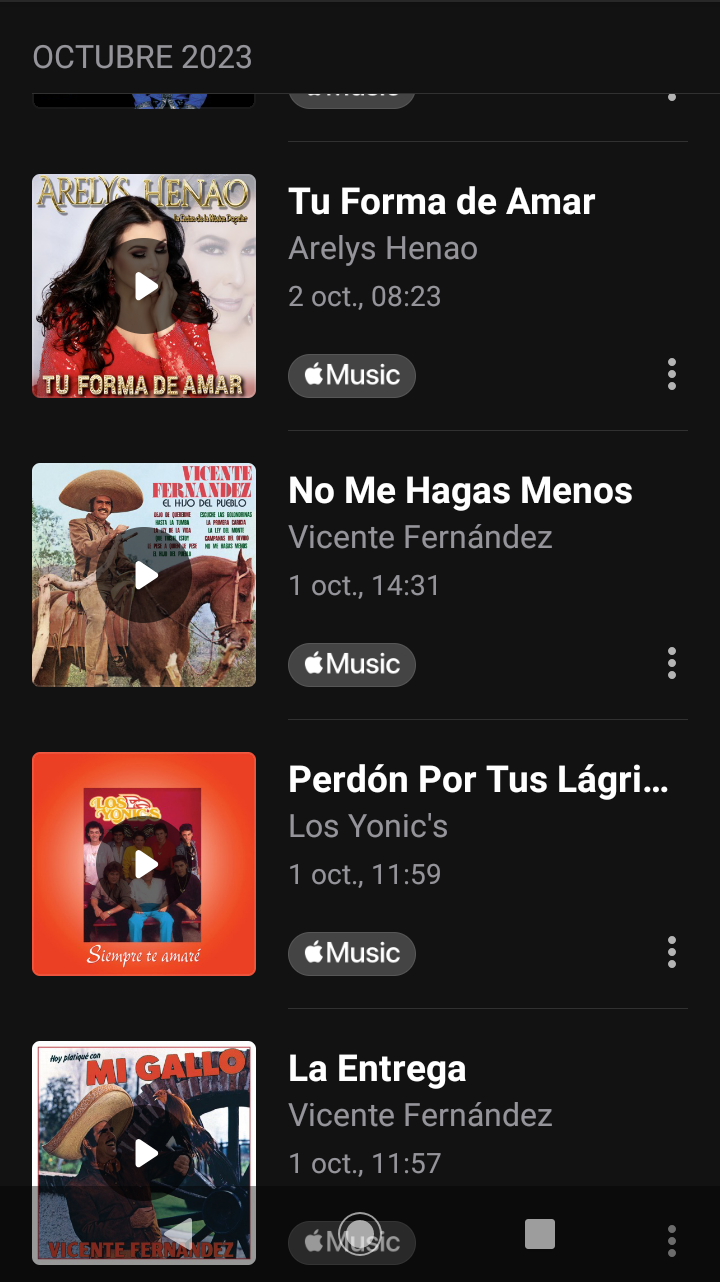 OCTUBRE 2023
Music
ARELYS HENAO
La Reina de la Música Popular
TU FORMA DE AMAR
Tu Forma de Amar
Arelys Henao
2 oct., 08:23
Music
VICENTE
FERNANDEZ
EL HIJO DEL PUEBLO
No Me Hagas Menos
Vicente Fernández
1 oct., 14:31
Music
LOS
YONIC'S
Siempre te amaré
Perdón Por Tus Lágri...
Los Yonic's
1 oct., 11:59
Music
Hoy platiqué con
MI GALLO
VICENTE FERNANDEZ
La Entrega
Vicente Fernández
1 oct., 11:57
Music